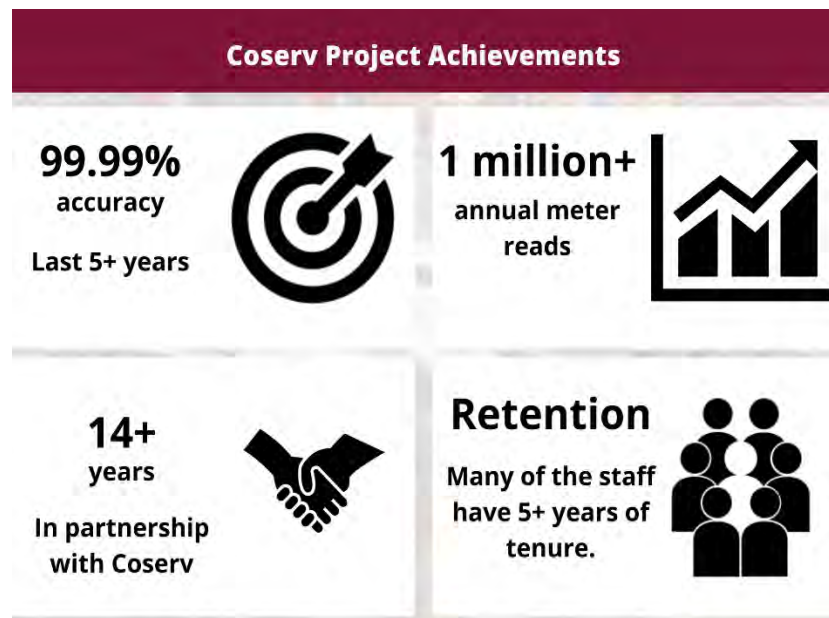 Coserv Project Achievements
99.99%
accuracy
Last 5+ years
1 million+
annual meter
reads
14+
years
In partnership
with Coserv
Retention
Many of the staff
have 5+ years of
tenure.